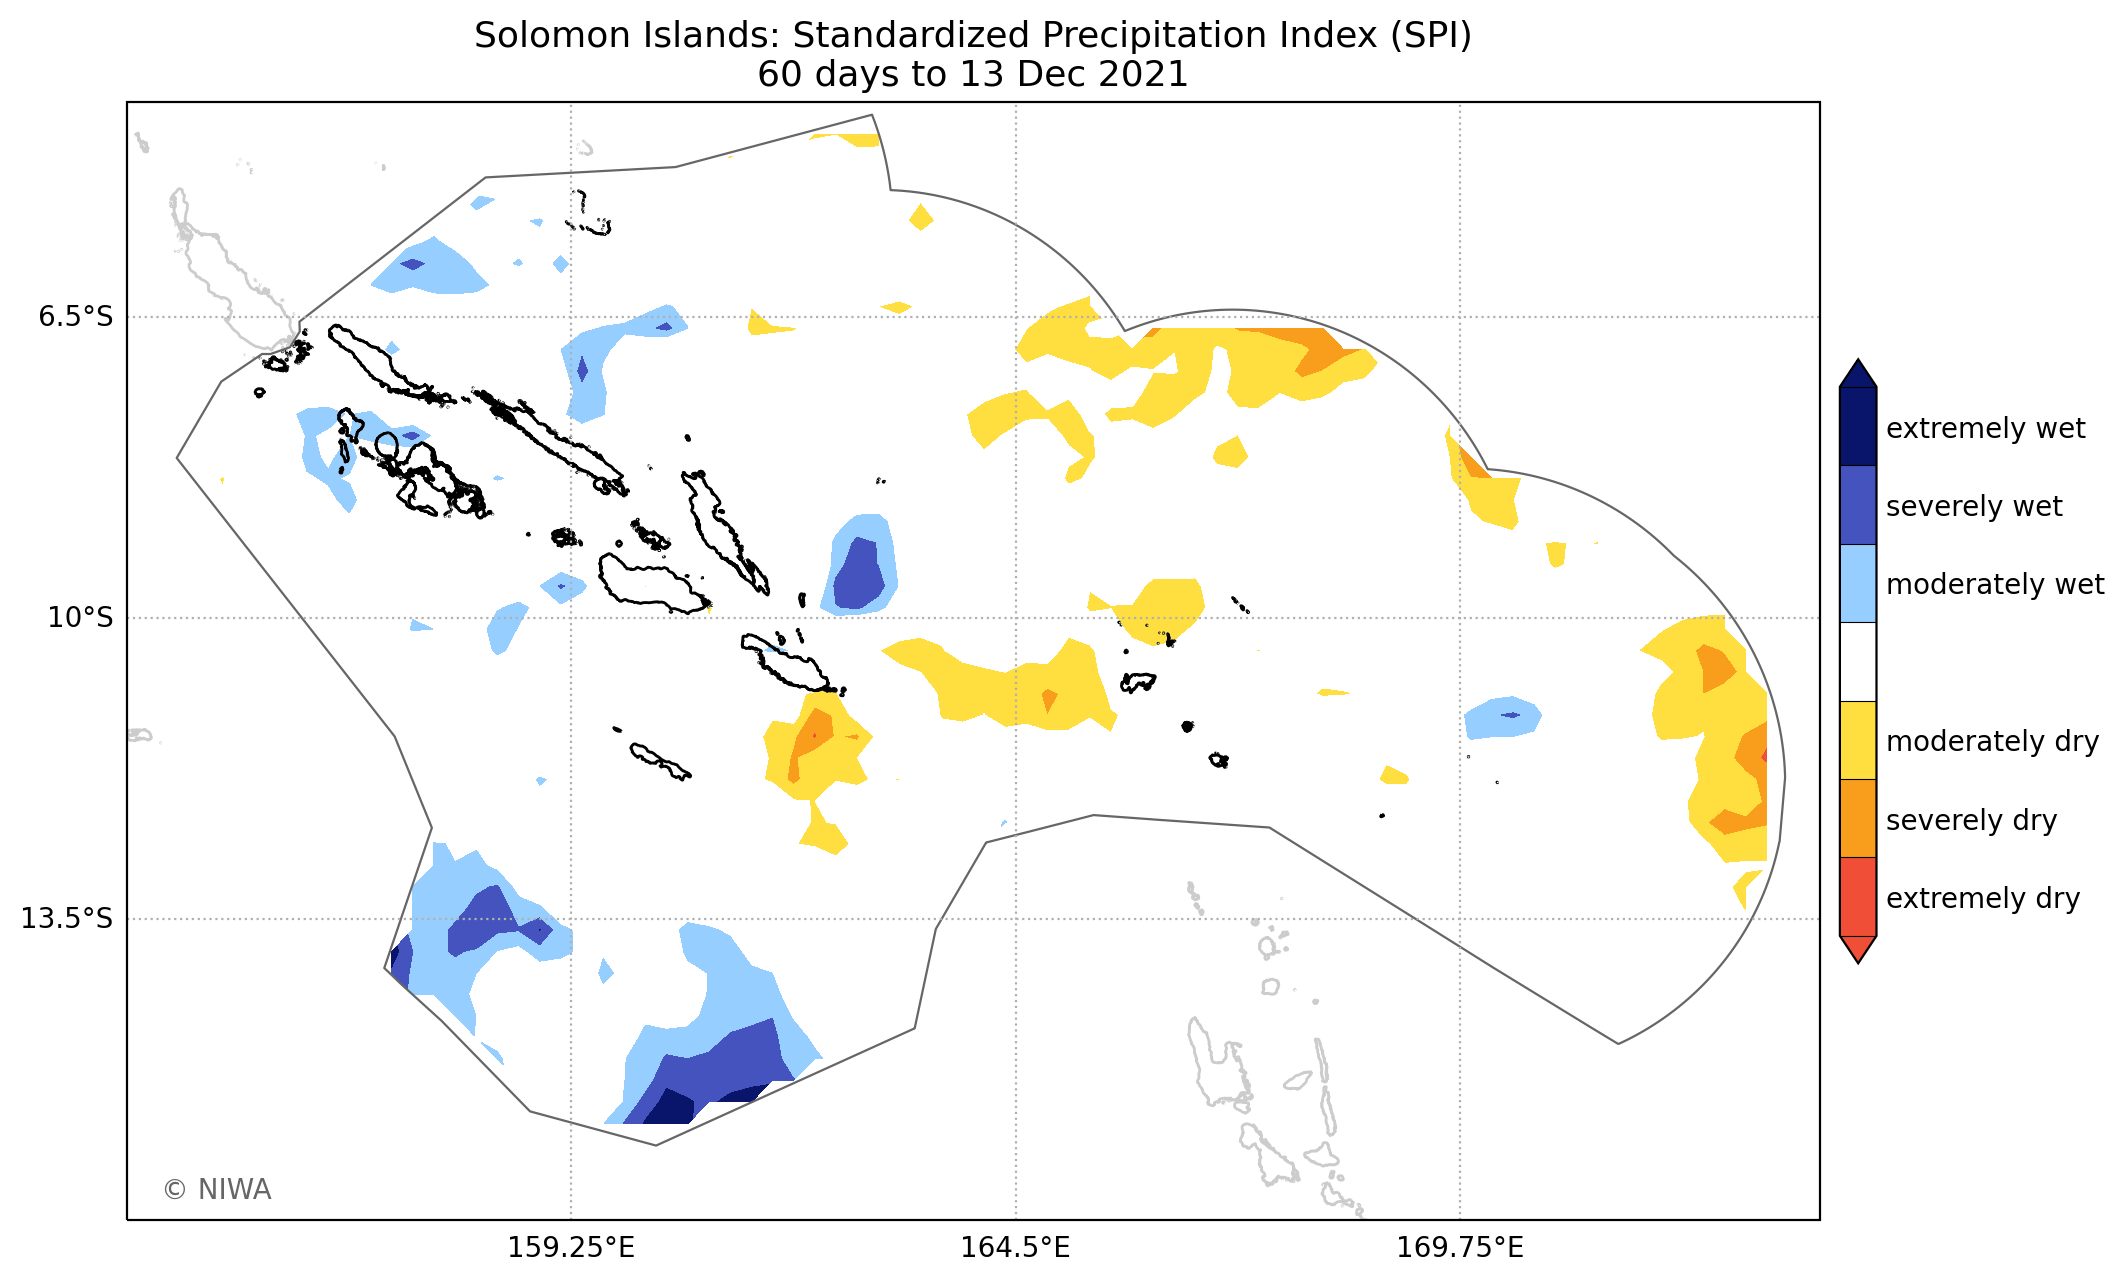 Solomon Islands: Standardized Precipitation Index (SPI)
60 days to 13 Dec 2021
6.5°S
10°S
13.5°S
159.25°E
164.5°E
169.75°E
extremely wet
severely wet
moderately wet
moderately dry
severely dry
extremely dry
© NIWA